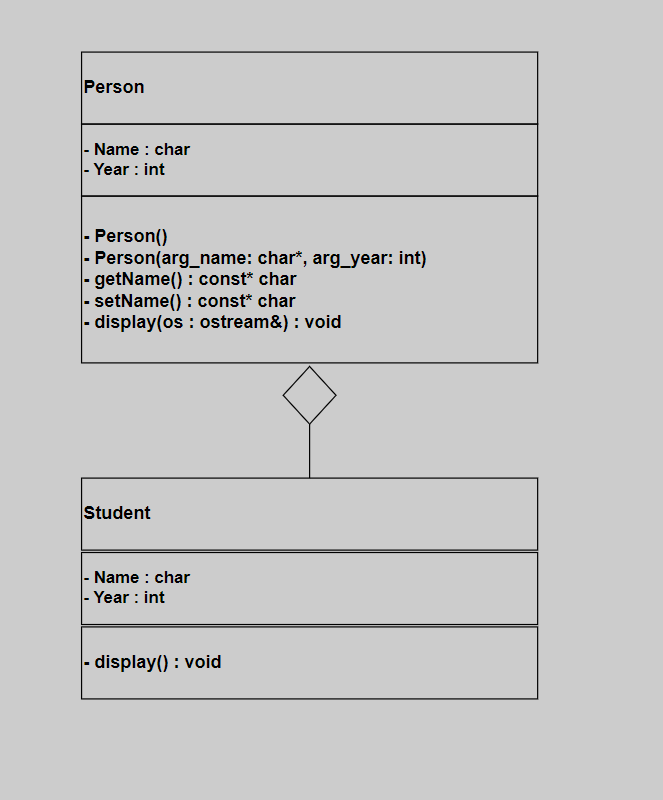 Person
- Name : char
- Year : int
- Person()
- Person(arg_name: char*, arg_year: int)
- getName() : const* char
- setName() : const* char
- display(os : ostream&) : void
Student
- Name : char
- Year : int
- display() : void